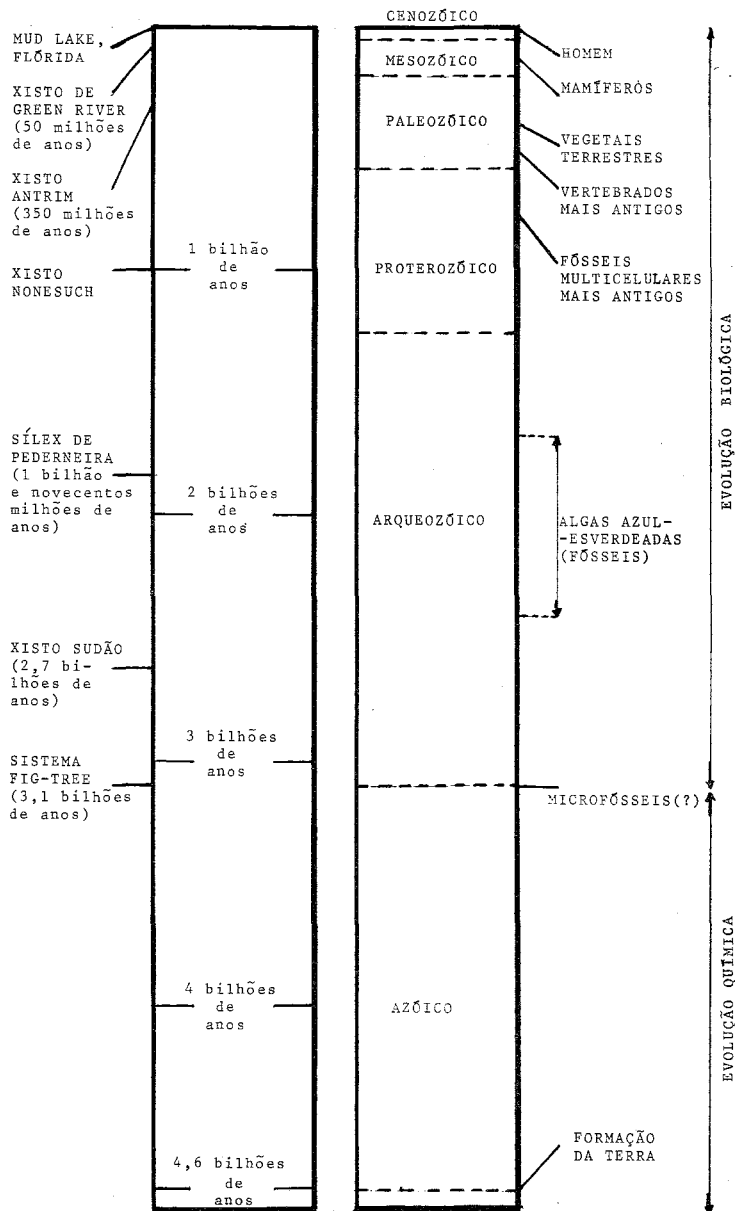 MUD LAKE,
FLÓRIDA
XISTO DE
GREEN RIVER
(50 milhões
de anos)
XISTO
ANTRIM
(350 milhões
de anos)
XISTO
NONESUCH
SÍLEX DE
PEDERNEIRA
(1 bilhão
e novecentos
milhões de
anos)
XISTO SUDÃO
(2,7 bi-
lhões de
anos)
SISTEMA
FIG-TREE
(3,1 bilhões
de anos)
1 bilhão
de
anos
2 bilhões
de
anos
3 bilhões
de
anos
4 bilhões
de
anos
4,6 bilhões
de
anos
CENOZÓICO
MESOZÓICO
PALEOZÓICO
PROTEROZÓICO
ARQUEOZÓICO
AZÓICO
HOMEM
MAMÍFERÓS
VEGETAIS
TERRESTRES
VERTEBRADOS
MAIS ANTIGOS
FÓSSEIS
MULTICELULARES
MAIS ANTIGOS
ALGAS AZUL-
-ESVERDEADAS
(FÓSSEIS)
MICROFÓSSEIS(?)
FORMAÇÃO
DA TERRA
EVOLUÇÃO BIOLÓGICA
EVOLUÇÃO QUÍMICA